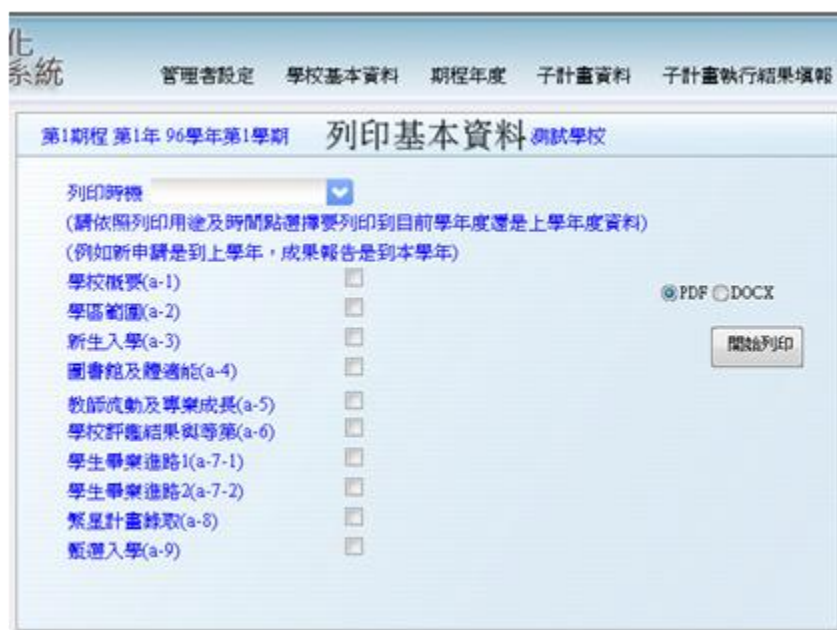 化
系統
管理者設定 學校基本資料 期程年度 子計畫資料 子計畫執行結果填報
第1期程 第1年 96學年第1學期 列印基本資料 測試學校
列印時機
(請依照列印用途及時間點選擇要列印到目前學年度還是上學年度資料)
(例如新申請是到上學年，成果報告是到本學年)
學校概要(a-1)
學區範圍(a-2)
新生入學(a-3)
圖書館及體適能(a-4)
教師流動及專業成長(a-5)
學校評鑑結果與等第(a-6)
學生畢業進路1(a-7-1)
學生畢業進路2(a-7-2)
繁星計畫錄取(a-8)
甄選入學(a-9)
PDF DOCX
開始列印